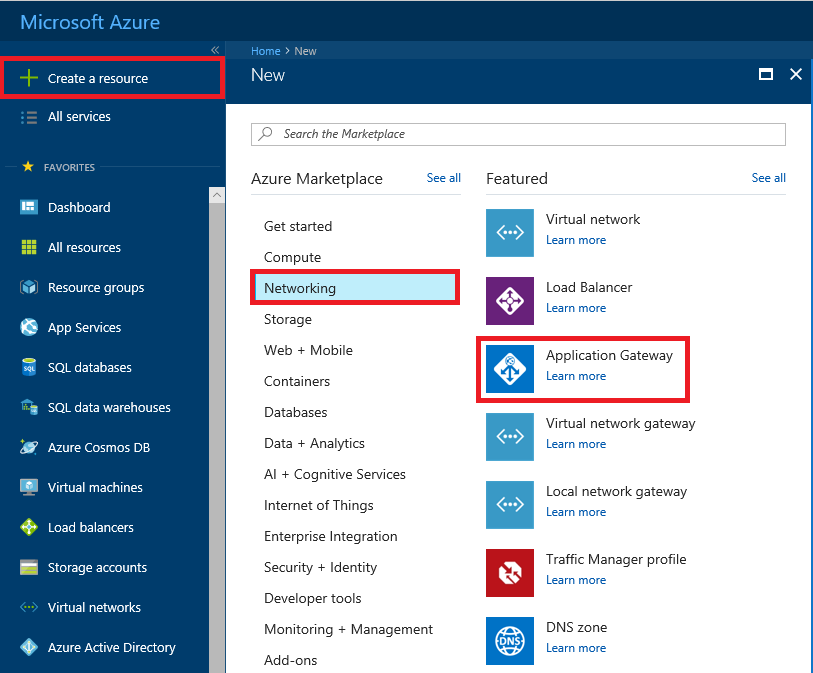 Microsoft Azure
«
Create a resource
All services
FAVORITES
Dashboard
All resources
Resource groups
App Services
SQL databases
SQL data warehouses
Azure Cosmos DB
Virtual machines
Load balancers
Storage accounts
Virtual networks
Azure Active Directory
Home > New
New
Search the Marketplace
Azure Marketplace See all
Get started
Compute
Networking
Storage
Web + Mobile
Containers
Databases
Data + Analytics
AI + Cognitive Services
Internet of Things
Enterprise Integration
Security + Identity
Developer tools
Monitoring + Management
Add-ons
Featured See all
Virtual network
Learn more
Load Balancer
Learn more
Application Gateway
Learn more
Virtual network gateway
Learn more
Local network gateway
Learn more
Traffic Manager profile
Learn more
DNS
DNS zone
Learn more